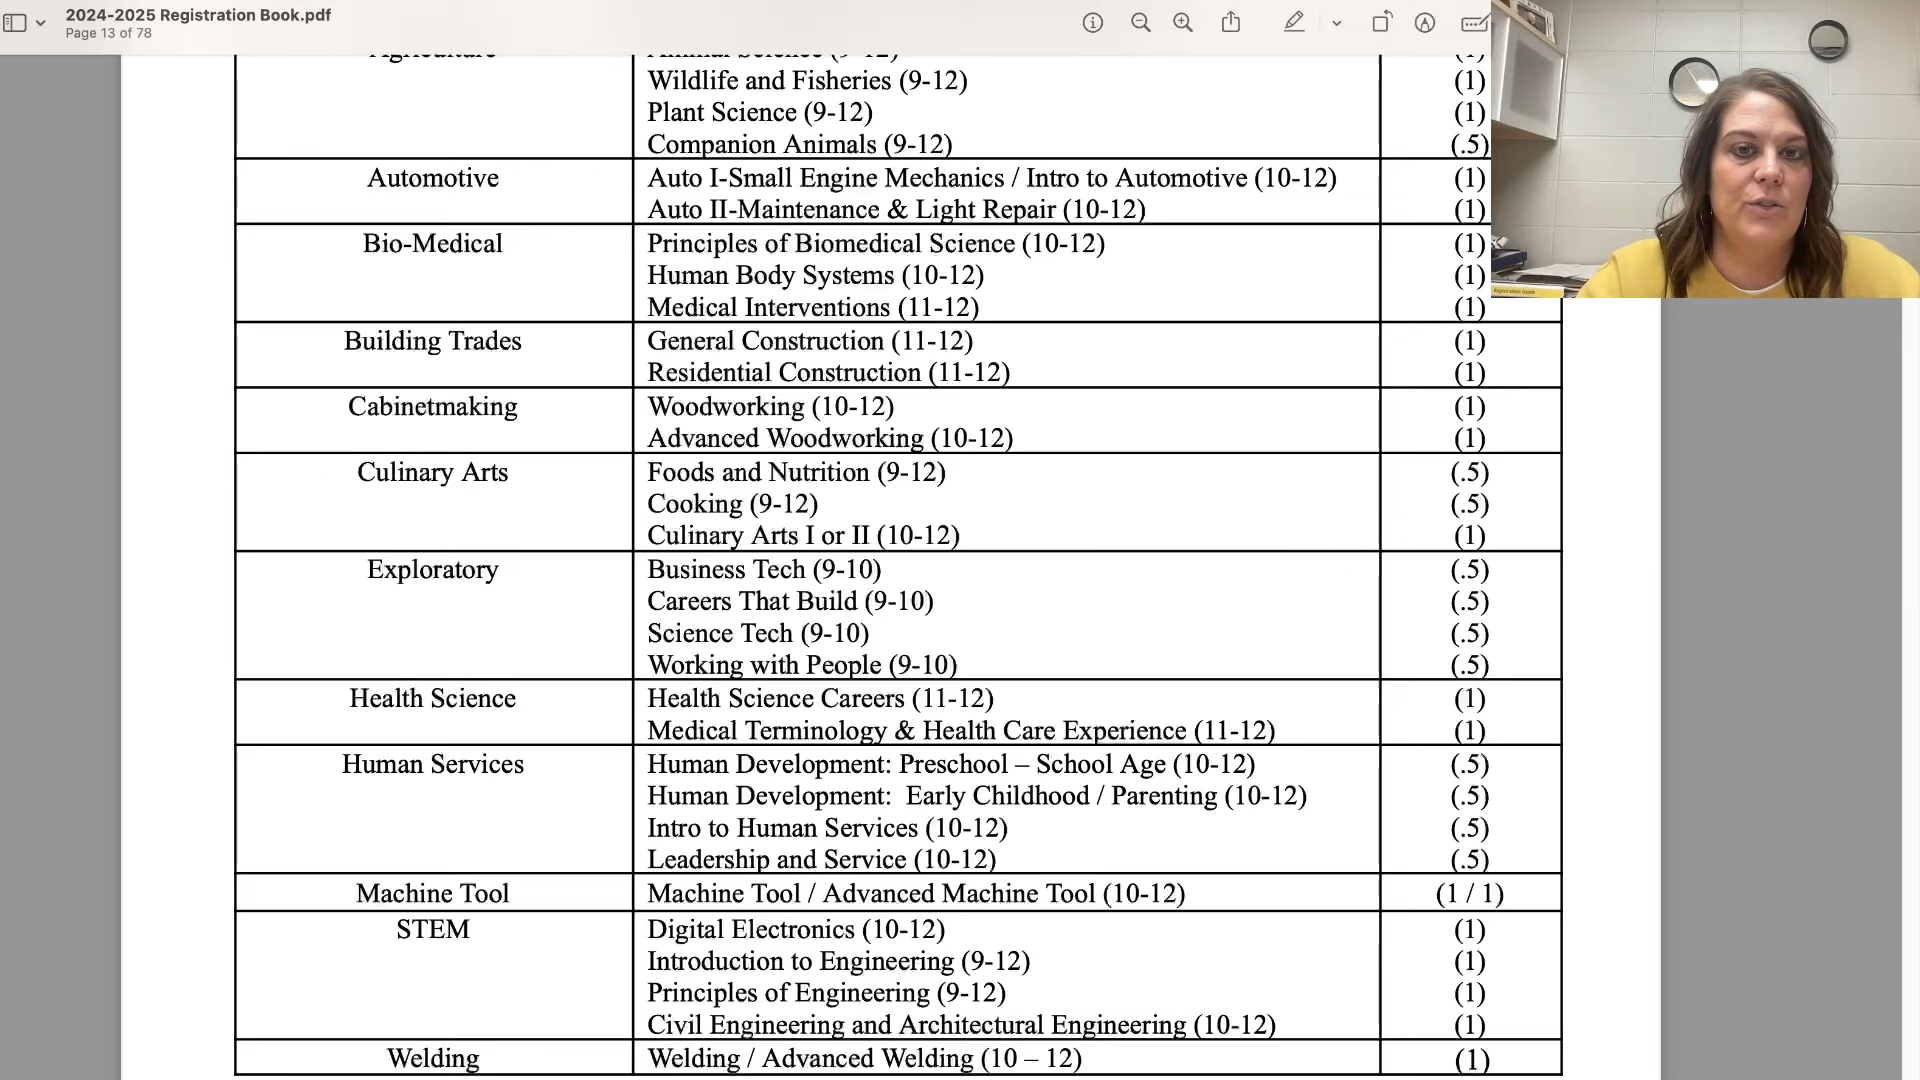 2024-2025 Registration Book.pdf
Page 13 of 78
Agriculture Animal Science (9-12) (1)
Wildlife and Fisheries (9-12) (1)
Plant Science (9-12) (1)
Companion Animals (9-12) (.5)
Automotive Auto I-Small Engine Mechanics / Intro to Automotive (10-12) (1)
Auto II-Maintenance & Light Repair (10-12) (1)
Bio-Medical Principles of Biomedical Science (10-12) (1)
Human Body Systems (10-12) (1)
Medical Interventions (11-12) (1)
Building Trades General Construction (11-12) (1)
Residential Construction (11-12) (1)
Cabinetmaking Woodworking (10-12) (1)
Advanced Woodworking (10-12) (1)
Culinary Arts Foods and Nutrition (9-12) (.5)
Cooking (9-12) (.5)
Culinary Arts I or II (10-12) (1)
Exploratory Business Tech (9-10) (.5)
Careers That Build (9-10) (.5)
Science Tech (9-10) (.5)
Working with People (9-10) (.5)
Health Science Health Science Careers (11-12) (1)
Medical Terminology & Health Care Experience (11-12) (1)
Human Services Human Development: Preschool – School Age (10-12) (.5)
Human Development:  Early Childhood / Parenting (10-12) (.5)
Intro to Human Services (10-12) (.5)
Leadership and Service (10-12) (.5)
Machine Tool Machine Tool / Advanced Machine Tool (10-12) (1 / 1)
STEM Digital Electronics (10-12) (1)
Introduction to Engineering (9-12) (1)
Principles of Engineering (9-12) (1)
Civil Engineering and Architectural Engineering (10-12) (1)
Welding Welding / Advanced Welding (10 – 12) (1)